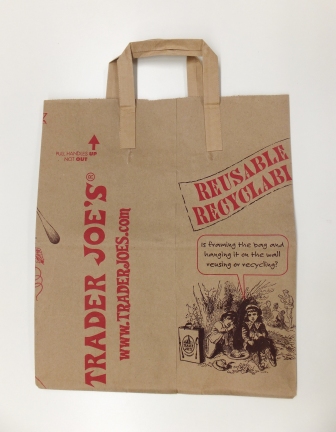 PULL HANDLES UP
NOT OUT
TRADER JOE'S®
www.TRADERJOES.com
REUSABLE
RECYCLABL
is framing the bag and
hanging it on the wall
reusing or recycling?